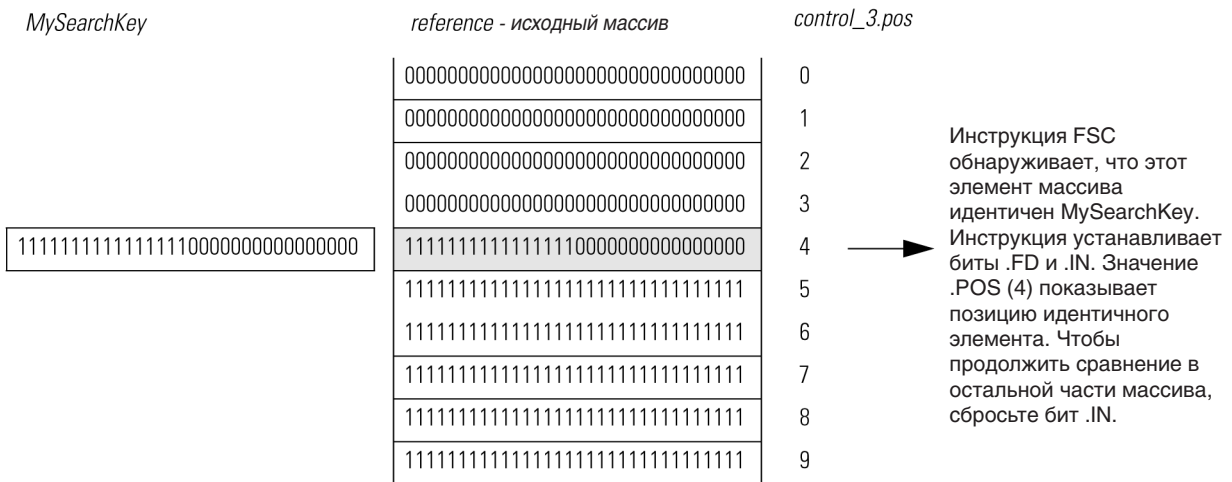 MySearchKey reference - исходный массив control_3.pos
00000000000000000000000000000000 0
00000000000000000000000000000000 1
00000000000000000000000000000000 2
00000000000000000000000000000000 3
11111111111111110000000000000000 11111111111111110000000000000000 4
11111111111111111111111111111111 5
11111111111111111111111111111111 6
11111111111111111111111111111111 7
11111111111111111111111111111111 8
11111111111111111111111111111111 9
Инструкция FSC
обнаруживает, что этот
элемент массива
идентичен MySearchKey.
Инструкция устанавливает
биты .FD и .IN. Значение
.POS (4) показывает
позицию идентичного
элемента. Чтобы
продолжить сравнение в
остальной части массива,
сбросьте бит .IN.